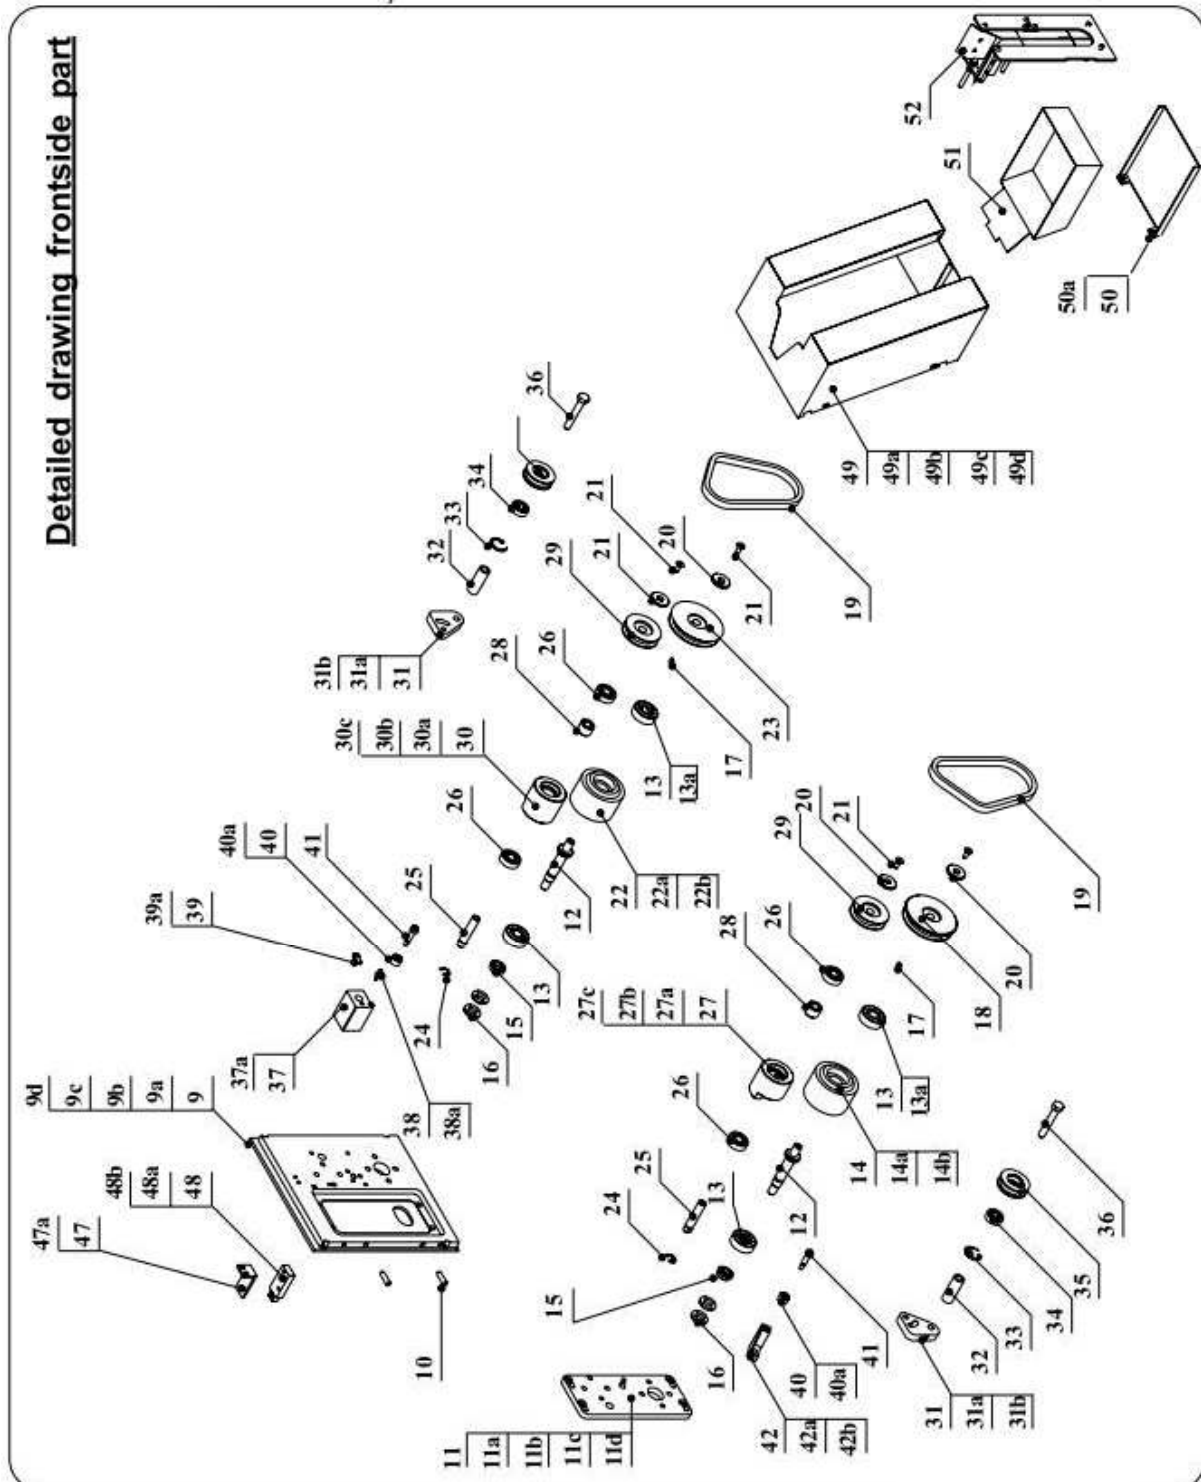 Detailed drawing frontside part
9d
9c
9b
9a
9
47a
47
48b
48a
48
39a
39
40a
40
41
37a
37
38
38a
10
30c
30b
30a
30
31b
31a
31
32
33
34
36
26
28
26
25
24
16
15
13
12
22
22a
22b
13
13a
29
21
21
20
21
17
23
19
11
11a
11b
11c
11d
15
16
24
25
26
27c
27b
27a
27
28
26
29
20
21
13
12
14
14a
14b
13
13a
17
18
20
19
42
42a
42b
40
40a
41
31
31a
31b
32
33
34
35
36
49
49a
49b
49c
49d
52
51
50a
50